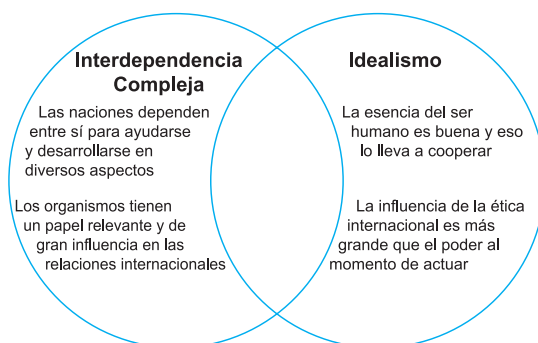 Interdependencia
Compleja
Las naciones dependen
entre sí para ayudarse
y desarrollarse en
diversos aspectos
Los organismos tienen
un papel relevante y de
gran influencia en las
relaciones internacionales
Idealismo
La esencia del ser
humano es buena y eso
lo lleva a cooperar
La influencia de la ética
internacional es más
grande que el poder al
momento de actuar